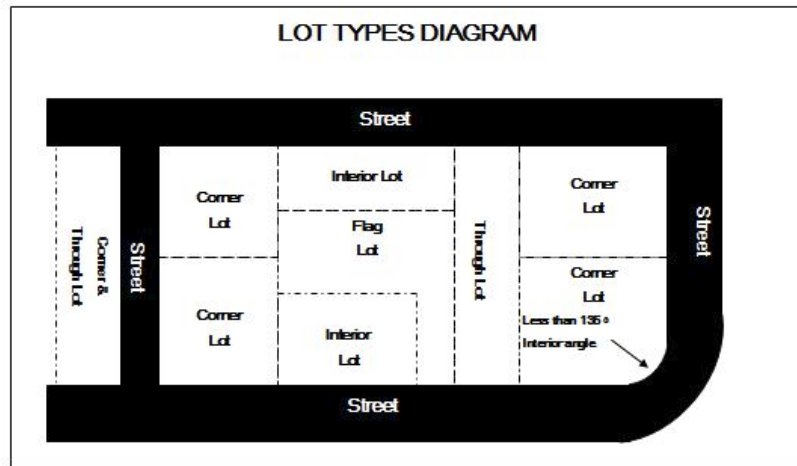 LOT TYPES DIAGRAM
Street
Corner &
Through Lot
Street
Corner
Lot
Interior Lot
Flag
Lot
Through Lot
Corner
Lot
Street
Corner
Lot
Interior
Lot
Corner
Lot
Less than 135°
Interior angle
Street